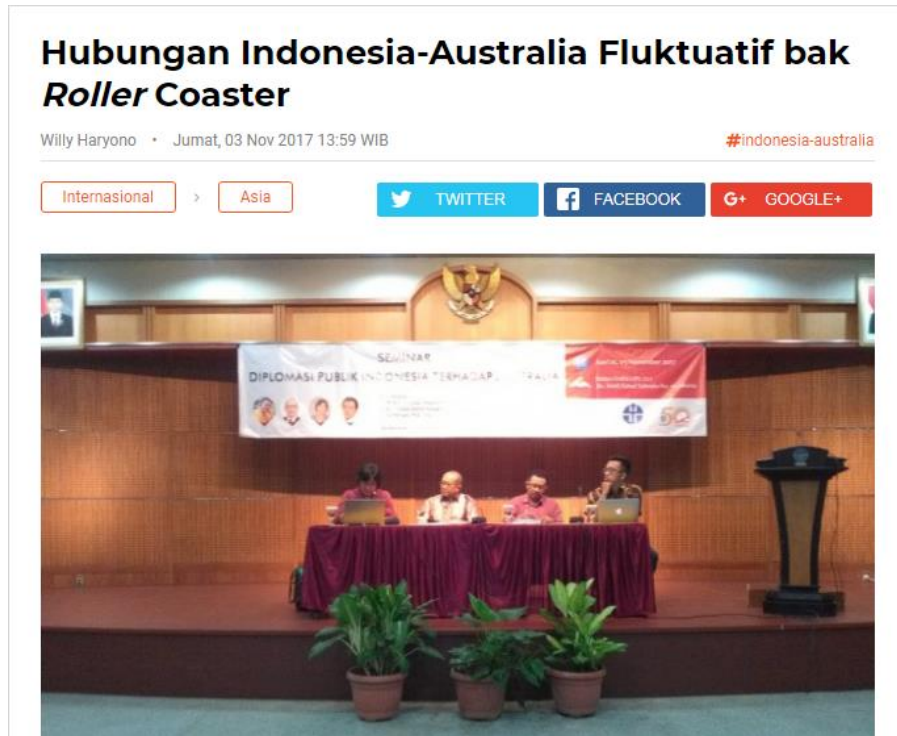 Hubungan Indonesia-Australia Fluktuatif bak
Roller Coaster
Willy Haryono • Jumat, 03 Nov 2017 13:59 WIB
#indonesia-australia
Internasional > Asia
TWITTER
FACEBOOK
G+ GOOGLE+
SEMINAR
DIPLOMASI PUBLIK INDONESIA TERHADAP